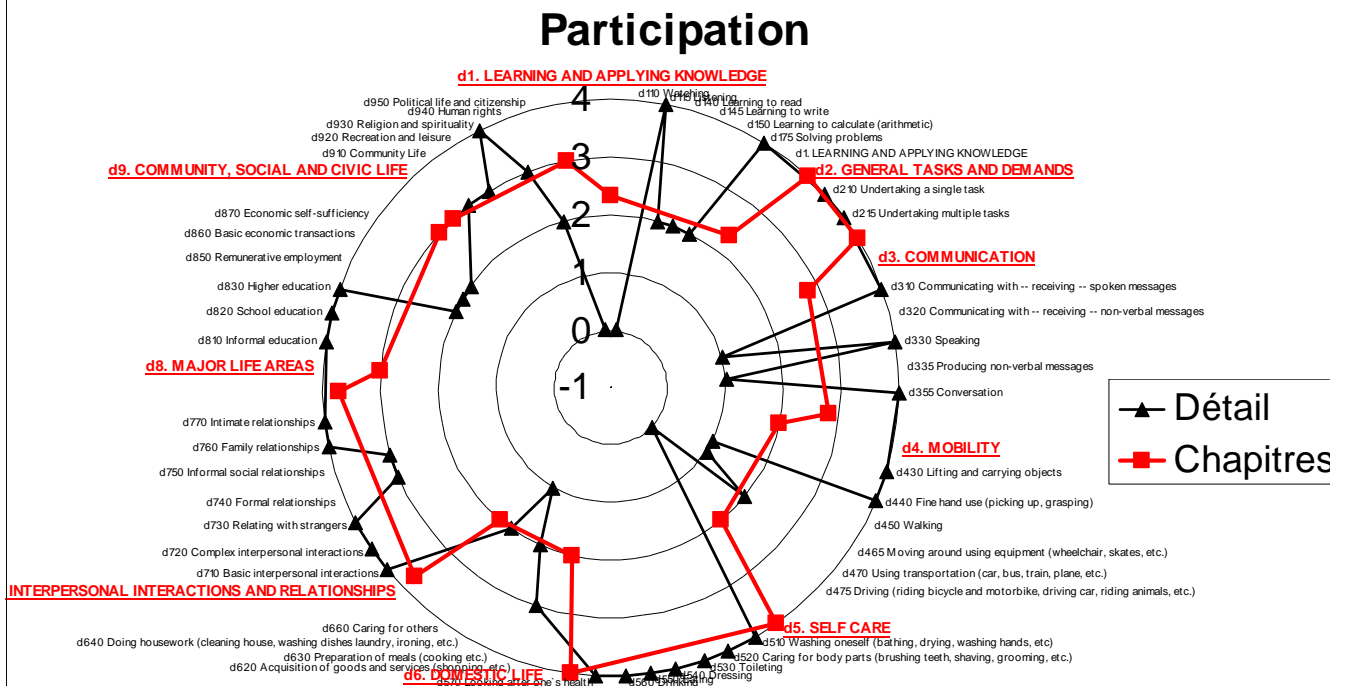 Participation
d1. LEARNING AND APPLYING KNOWLEDGE
d110 Watching
d115 Listening
d140 Learning to read
d145 Learning to write
d150 Learning to calculate (arithmetic)
d175 Solving problems
d1. LEARNING AND APPLYING KNOWLEDGE
d2. GENERAL TASKS AND DEMANDS
d210 Undertaking a single task
d215 Undertaking multiple tasks
d3. COMMUNICATION
d310 Communicating with -- receiving -- spoken messages
d320 Communicating with -- receiving -- non-verbal messages
d330 Speaking
d335 Producing non-verbal messages
d355 Conversation
d4. MOBILITY
d430 Lifting and carrying objects
d440 Fine hand use (picking up, grasping)
d450 Walking
d465 Moving around using equipment (wheelchair, skates, etc.)
d470 Using transportation (car, bus, train, plane, etc.)
d475 Driving (riding bicycle and motorbike, driving car, riding animals, etc.)
d5. SELF CARE
d510 Washing oneself (bathing, drying, washing hands, etc)
d520 Caring for body parts (brushing teeth, shaving, grooming, etc.)
d530 Toileting
d540 Dressing
d550 Eating
d560 Drinking
d570 Looking after one`s health
d6. DOMESTIC LIFE
d620 Acquisition of goods and services (shopping, etc.)
d630 Preparation of meals (cooking etc.)
d640 Doing housework (cleaning house, washing dishes laundry, ironing, etc.)
d660 Caring for others
INTERPERSONAL INTERACTIONS AND RELATIONSHIPS
d710 Basic interpersonal interactions
d720 Complex interpersonal interactions
d730 Relating with strangers
d740 Formal relationships
d750 Informal social relationships
d760 Family relationships
d770 Intimate relationships
d8. MAJOR LIFE AREAS
d810 Informal education
d820 School education
d830 Higher education
d850 Remunerative employment
d860 Basic economic transactions
d870 Economic self-sufficiency
d9. COMMUNITY, SOCIAL AND CIVIC LIFE
d910 Community Life
d920 Recreation and leisure
d930 Religion and spirituality
d940 Human rights
d950 Political life and citizenship
4
3
2
1
0
-1
Détail
Chapitres